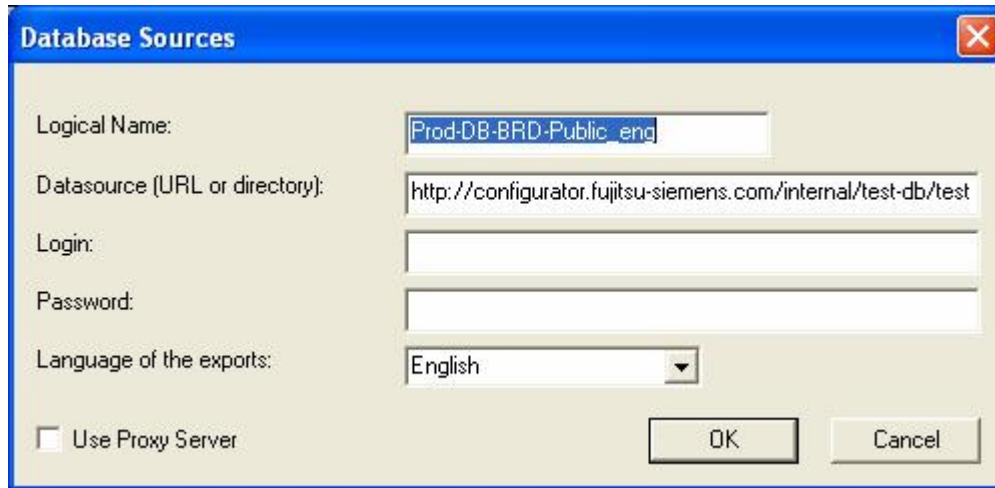 Database Sources
Logical Name:
Prod-DB-BRD-Public_eng
Datasource (URL or directory):
http://configurator.fujitsu-siemens.com/internal/test-db/test
Login:
Password:
Language of the exports:
English
Use Proxy Server
OK
Cancel